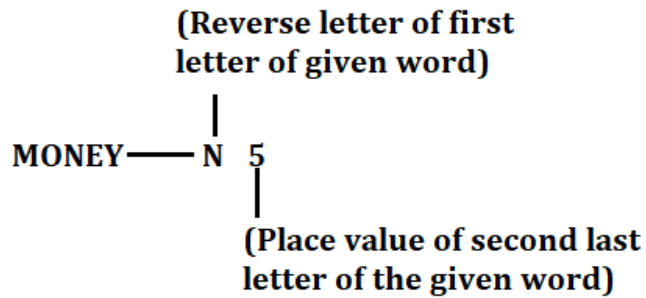 (Reverse letter of first
letter of given word)
MONEY N 5
(Place value of second last
letter of the given word)